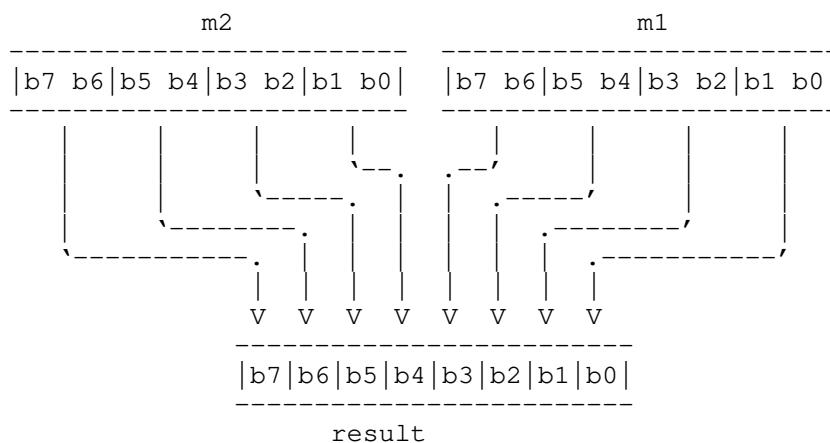 m2 m1
|b7 b6|b5 b4|b3 b2|b1 b0| |b7 b6|b5 b4|b3 b2|b1 b0
V V V V V V V V
|b7|b6|b5|b4|b3|b2|b1|b0|
result